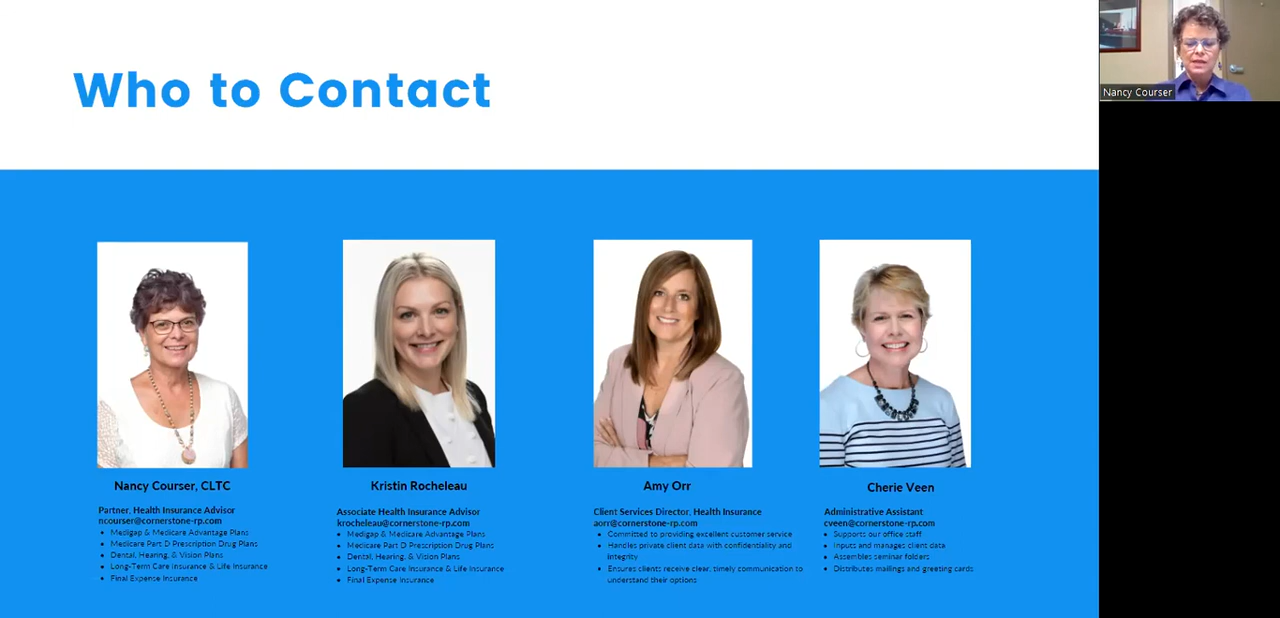 Who to Contact
Nancy Courser
Nancy Courser, CLTC
Partner, Health Insurance Advisor
ncourser@cornerstone-rp.com
• Medigap & Medicare Advantage Plans
• Medicare Part D Prescription Drug Plans
• Dental, Hearing, & Vision Plans
• Long-Term Care Insurance & Life Insurance
• Final Expense Insurance
Kristin Rocheleau
Associate Health Insurance Advisor
krocheleau@cornerstone-rp.com
• Medigap & Medicare Advantage Plans
• Medicare Part D Prescription Drug Plans
• Dental, Hearing, & Vision Plans
• Long-Term Care Insurance & Life Insurance
• Final Expense Insurance
Amy Orr
Client Services Director, Health Insurance
aorr@cornerstone-rp.com
• Committed to providing excellent customer service
• Handles private client data with confidentiality and
integrity
• Ensures clients receive clear, timely communication to
understand their options
Cherie Veen
Administrative Assistant
cveen@cornerstone-rp.com
• Supports our office staff
• Inputs and manages client data
• Assembles seminar folders
• Distributes mailings and greeting cards